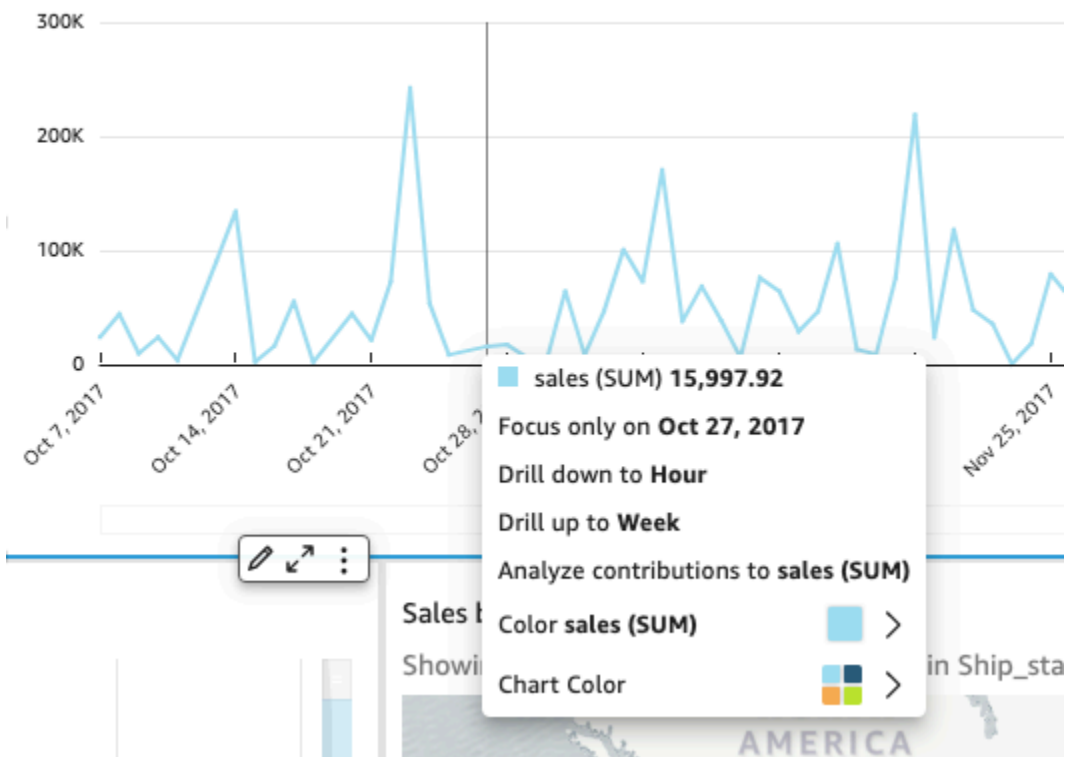 300K
200K
100K
0
Oct 7, 2017
Oct 14, 2017
Oct 21, 2017
Oct 28,
Nov 25, 2017
sales (SUM) 15,997.92
Focus only on Oct 27, 2017
Drill down to Hour
Drill up to Week
Analyze contributions to sales (SUM)
Color sales (SUM)
Chart Color
Sales
in Ship_sta
AMERICA